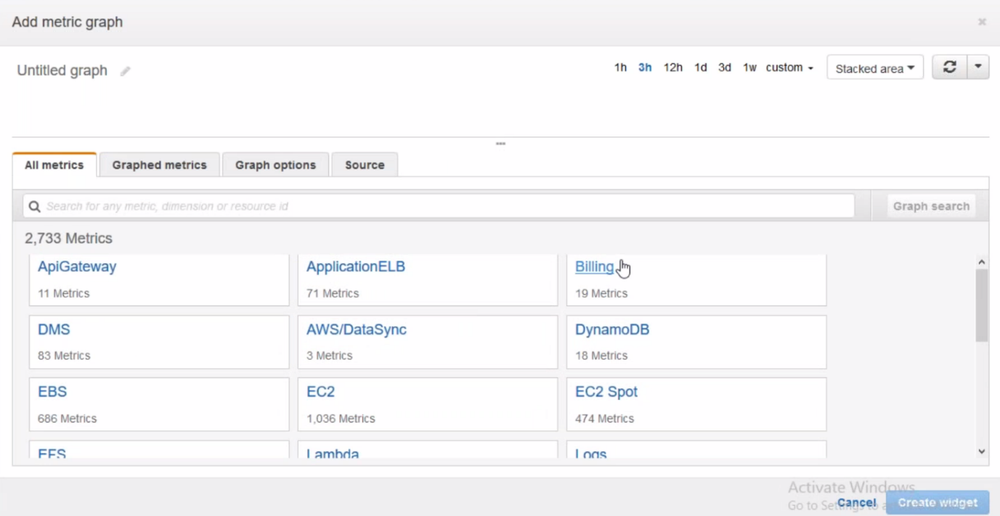 Add metric graph
Untitled graph
1h 3h 12h 1d 3d 1w custom Stacked area
All metrics Graphed metrics Graph options Source
Search for any metric, dimension or resource id Graph search
2,733 Metrics
ApiGateway ApplicationELB Billing
11 Metrics 71 Metrics 19 Metrics
DMS AWS/DataSync DynamoDB
83 Metrics 3 Metrics 18 Metrics
EBS EC2 EC2 Spot
686 Metrics 1,036 Metrics 474 Metrics
EFS Lambda Logs
Activate Windows
Go to Settings to a
Cancel Create widget